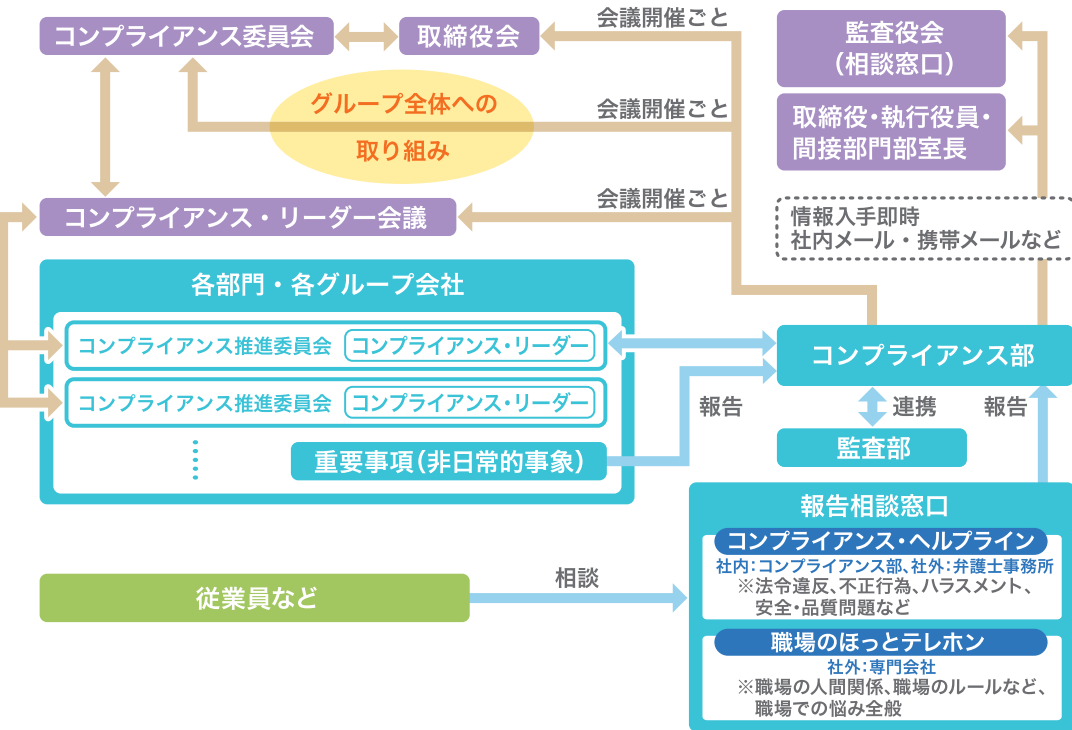 コンプライアンス委員会
取締役会
会議開催ごと
監査役会
（相談窓口）
グループ全体への
取り組み
会議開催ごと
取締役・執行役員・
間接部門部室長
コンプライアンス・リーダー会議
会議開催ごと
情報入手即時
社内メール・携帯メールなど
各部門・各グループ会社
コンプライアンス推進委員会
コンプライアンス・リーダー
コンプライアンス部
コンプライアンス推進委員会
コンプライアンス・リーダー
報告
連携
報告
重要事項（非日常的事象）
監査部
報告相談窓口
コンプライアンス・ヘルプライン
社内：コンプライアンス部、社外：弁護士事務所
※法令違反、不正行為、ハラスメント、
安全・品質問題など
従業員など
相談
職場のほっとテレホン
社外：専門会社
※職場の人間関係、職場のルールなど、
職場での悩み全般